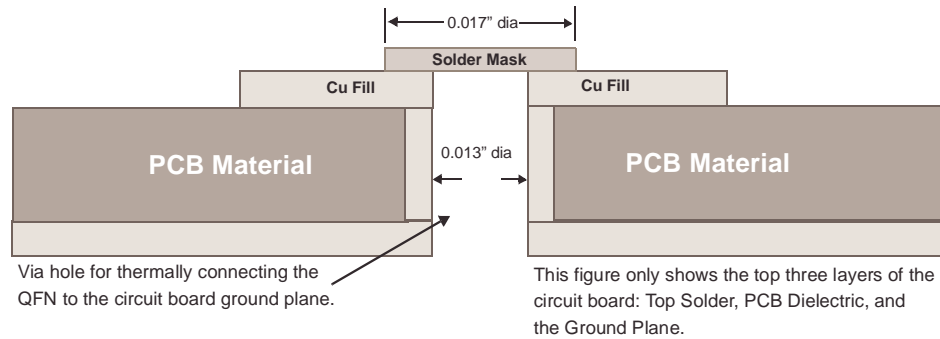 0.017” dia
Solder Mask
Cu Fill
Cu Fill
PCB Material
0.013” dia
PCB Material
Via hole for thermally connecting the
QFN to the circuit board ground plane.
This figure only shows the top three layers of the
circuit board: Top Solder, PCB Dielectric, and
the Ground Plane.